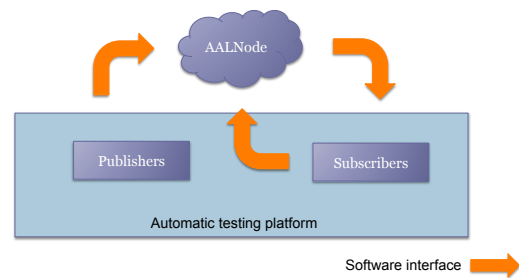 AALNode
Publishers
Subscribers
Automatic testing platform
Software interface